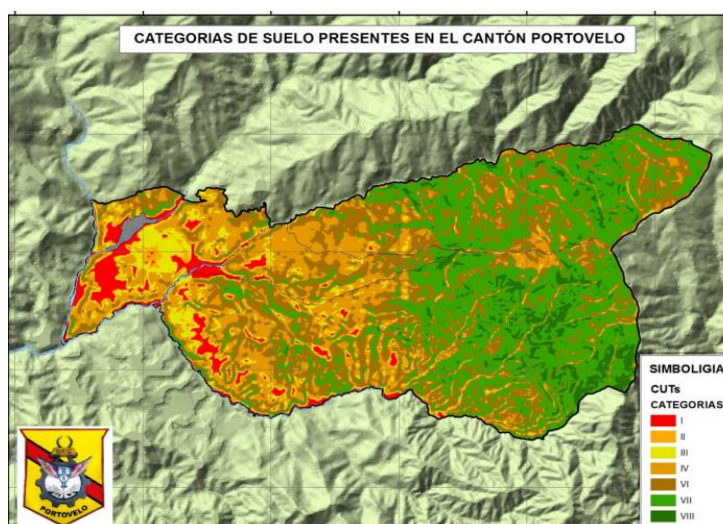 CATEGORIAS DE SUELO PRESENTES EN EL CANTÓN PORTOVELO
SIMBOLIGIA
CUTs
CATEGORIAS
I
II
III
IV
VI
VII
VIII
PORTOVELO